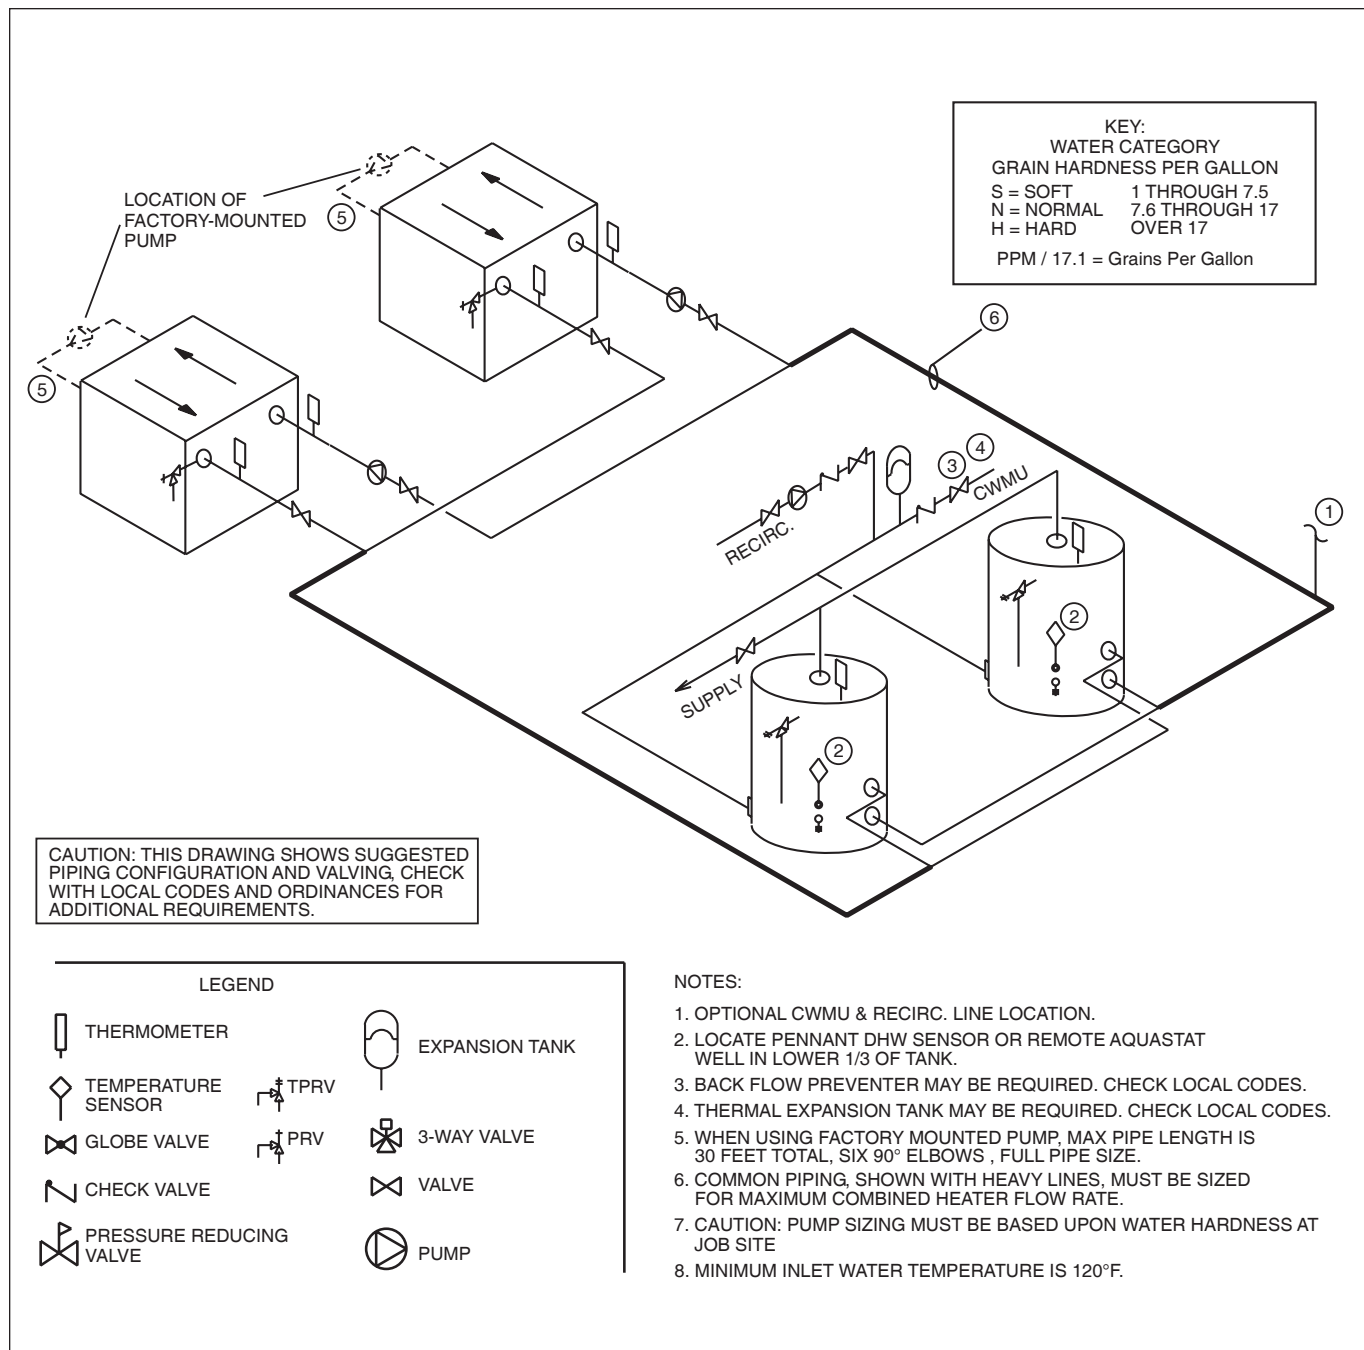 KEY:
WATER CATEGORY
GRAIN HARDNESS PER GALLON
S = SOFT 1 THROUGH 7.5
N = NORMAL 7.6 THROUGH 17
H = HARD OVER 17
PPM / 17.1 = Grains Per Gallon
LOCATION OF
FACTORY-MOUNTED
PUMP
5
5
6
4
3
CWMU
RECIRC.
1
2
SUPPLY
2
CAUTION: THIS DRAWING SHOWS SUGGESTED
PIPING CONFIGURATION AND VALVING, CHECK
WITH LOCAL CODES AND ORDINANCES FOR
ADDITIONAL REQUIREMENTS.
LEGEND
THERMOMETER
TEMPERATURE
SENSOR
GLOBE VALVE
CHECK VALVE
PRESSURE REDUCING
VALVE
TPRV
PRV
EXPANSION TANK
3-WAY VALVE
VALVE
PUMP
NOTES:
1. OPTIONAL CWMU & RECIRC. LINE LOCATION.
2. LOCATE PENNANT DHW SENSOR OR REMOTE AQUASTAT
WELL IN LOWER 1/3 OF TANK.
3. BACK FLOW PREVENTER MAY BE REQUIRED. CHECK LOCAL CODES.
4. THERMAL EXPANSION TANK MAY BE REQUIRED. CHECK LOCAL CODES.
5. WHEN USING FACTORY MOUNTED PUMP, MAX PIPE LENGTH IS
30 FEET TOTAL, SIX 90° ELBOWS , FULL PIPE SIZE.
6. COMMON PIPING, SHOWN WITH HEAVY LINES, MUST BE SIZED
FOR MAXIMUM COMBINED HEATER FLOW RATE.
7. CAUTION: PUMP SIZING MUST BE BASED UPON WATER HARDNESS AT
JOB SITE
8. MINIMUM INLET WATER TEMPERATURE IS 120°F.